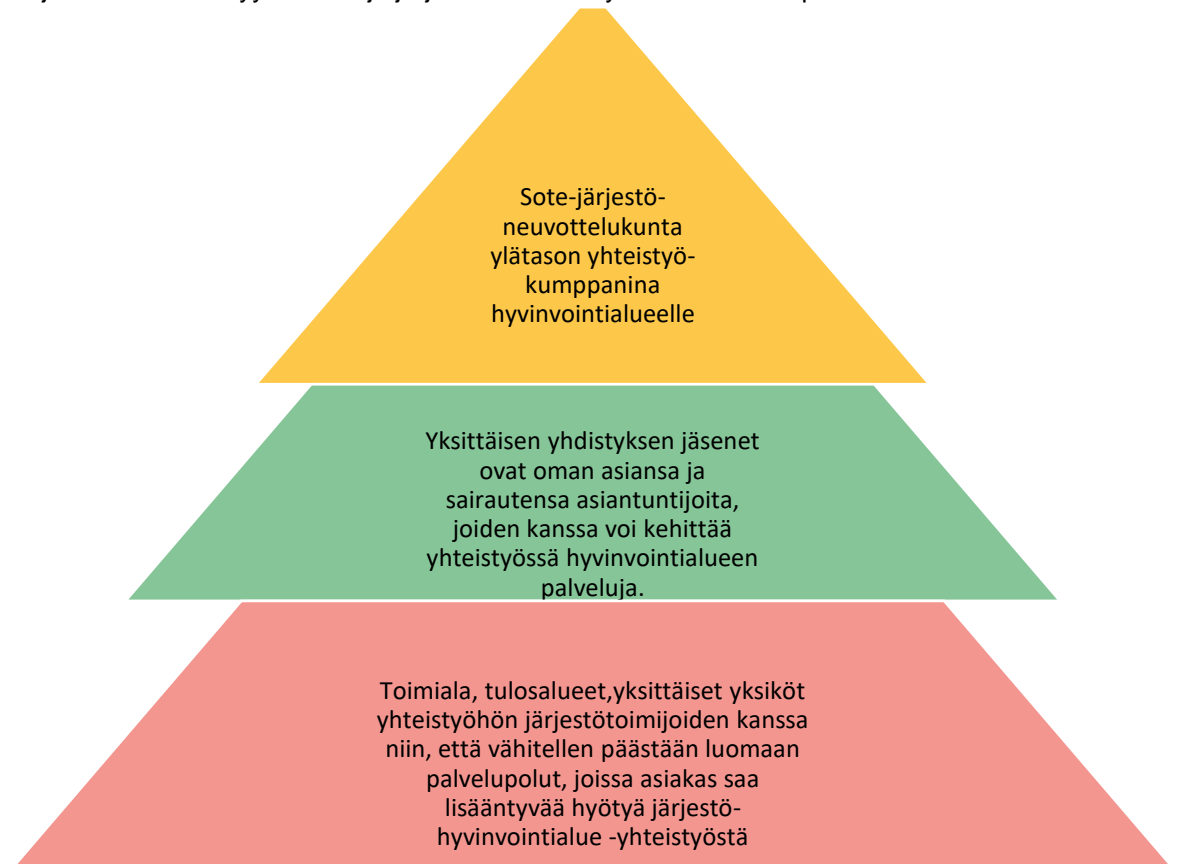 Sote-järjestö-
neuvottelukunta
ylätason yhteistyö-
kumppanina
hyvinvointialueelle
Yksittäisen yhdistyksen jäsenet
ovat oman asiansa ja
sairautensa asiantuntijoita,
joiden kanssa voi kehittää
yhteistyössä hyvinvointialueen
palveluja.
Toimiala, tulosalueet,yksittäiset yksiköt
yhteistyöhön järjestötoimijoiden kanssa
niin, että vähitellen päästään luomaan
palvelupolut, joissa asiakas saa
lisääntyvää hyötyä järjestö-
hyvinvointialue -yhteistyöstä